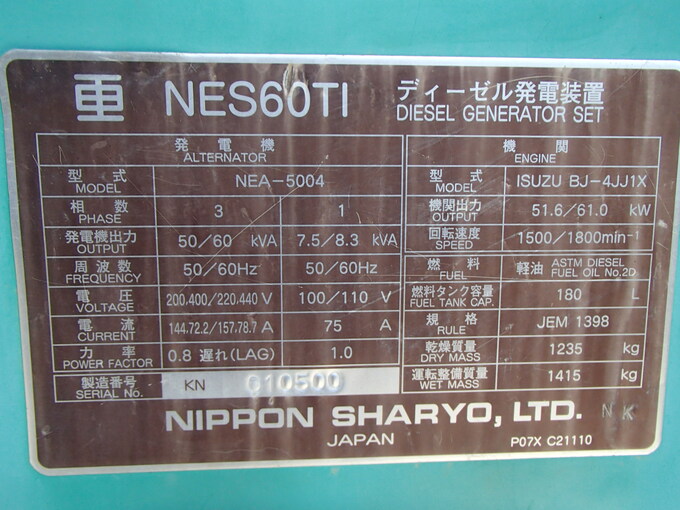 NES60TI ディーゼル発電装置
DIESEL GENERATOR SET
発電機
ALTERNATOR
型式 NEA-5004
MODEL
相数 3 1
PHASE
発電機出力 50/60 kVA 7.5/8.3 kVA
OUTPUT
周波数 50/60Hz 50/60Hz
FREQUENCY
電圧 200.400/220.440 V 100/110 V
VOLTAGE
電流 144.72.2/157.78.7 A 75 A
CURRENT
力率 0.8 遅れ(LAG) 1.0
POWER FACTOR
製造番号 KN 610500
SERIAL No.
機関
ENGINE
型式 ISUZU BJ-4JJ1X
MODEL
機関出力 51.6/61.0 kW
OUTPUT
回転速度 1500/1800min⁻¹
SPEED
燃料 軽油 ASTM DIESEL
FUEL FUEL OIL No.2D
燃料タンク容量 180 L
FUEL TANK CAP.
規格 JEM 1398
RULE
乾燥質量 1235 kg
DRY MASS
運転整備質量 1415 kg
WET MASS
NIPPON SHARYO, LTD. NK
JAPAN P07X C21110